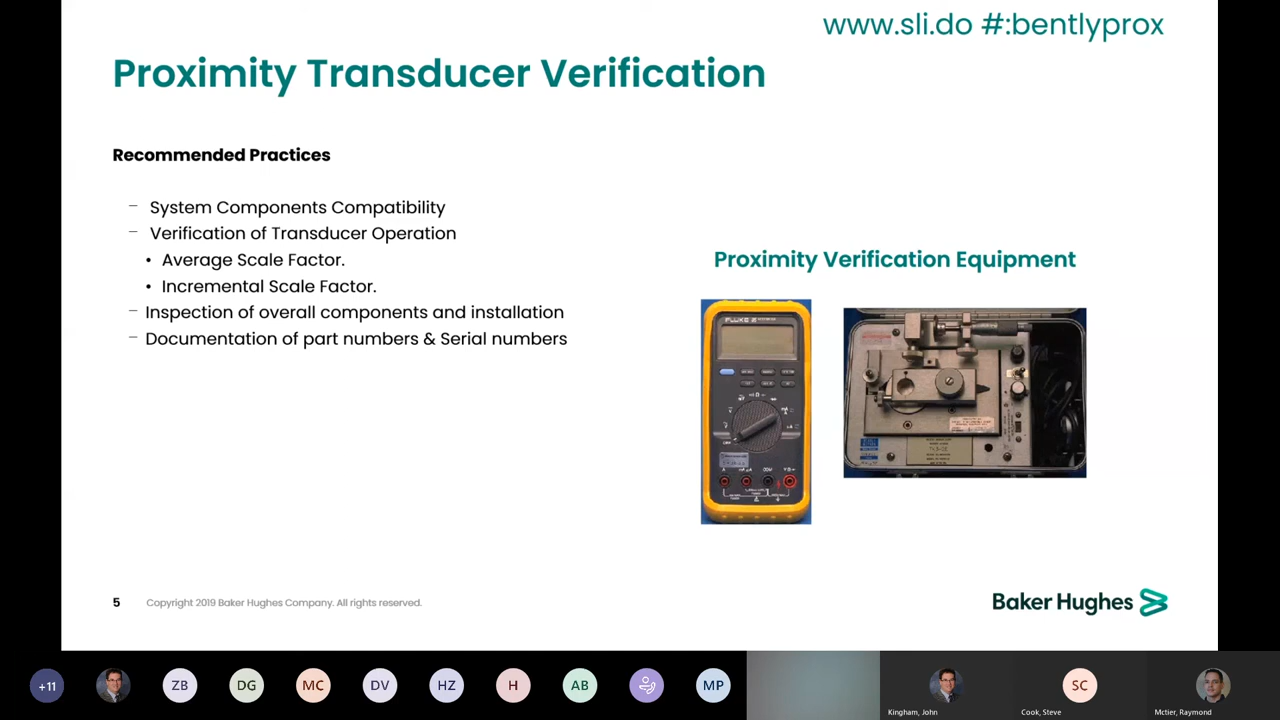 www.sli.do #:bentlyprox
Proximity Transducer Verification
Recommended Practices
– System Components Compatibility
– Verification of Transducer Operation
• Average Scale Factor.
• Incremental Scale Factor.
– Inspection of overall components and installation
– Documentation of part numbers & Serial numbers
Proximity Verification Equipment
FLUKE
5 Copyright 2019 Baker Hughes Company. All rights reserved.
Baker Hughes
+11 ZB DG MC DV HZ H AB MP SC
Kingham, John Cook, Steve Mctier, Raymond